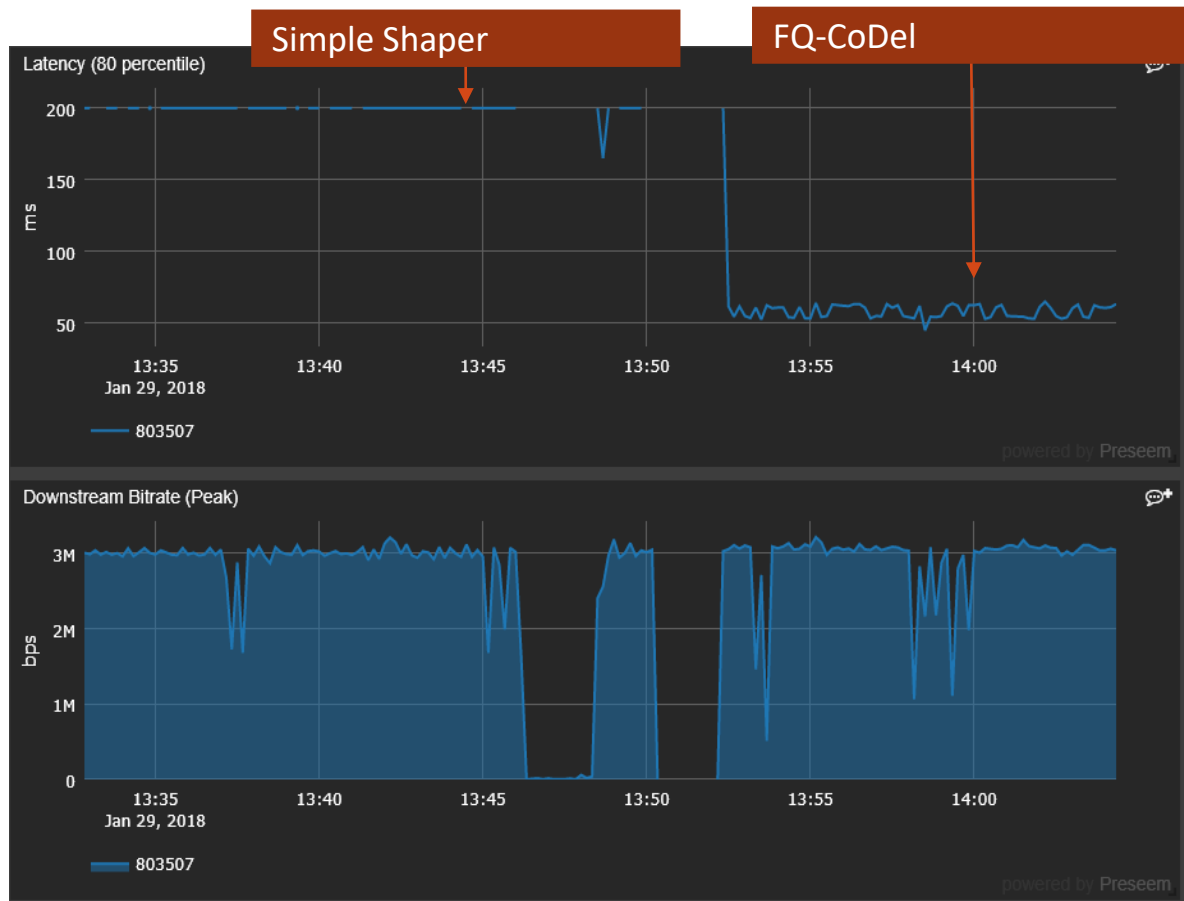 Simple Shaper
FQ-CoDel
Latency (80 percentile)
200
150
ms
100
50
13:35 13:40 13:45 13:50 13:55 14:00
Jan 29, 2018
803507
powered by Preseem
Downstream Bitrate (Peak)
3M
2M
bps
1M
0
13:35 13:40 13:45 13:50 13:55 14:00
Jan 29, 2018
803507
powered by Preseem